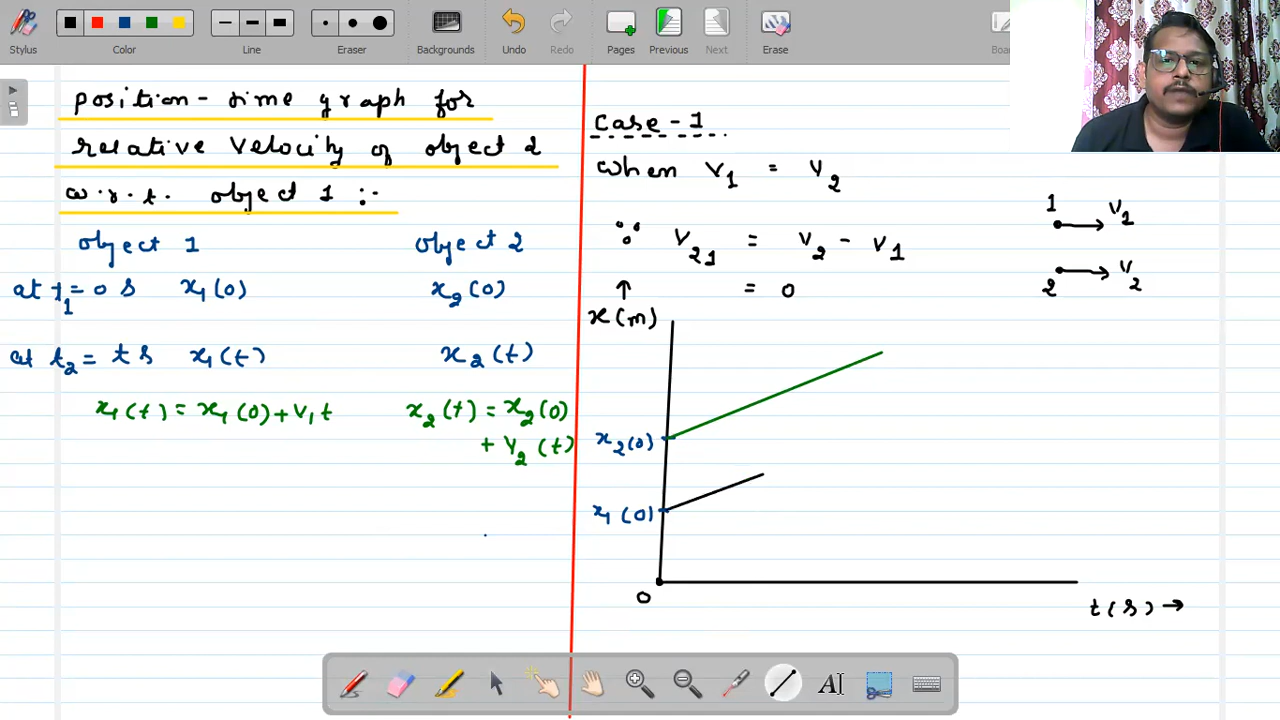 Stylus
Color
Line
Eraser
Backgrounds
Undo
Redo
Pages
Previous
Next
Erase
Boar
position-time graph for
relative velocity of object 2
w.r.t. object 1 :-
object 1 object 2
at t1 = 0 s x1(0) x2(0)
at t2 = t s x1(t) x2(t)
x1(t) = x1(0) + v1t x2(t) = x2(0)
+ v2(t)
Case-1
when v1 = v2
∵ v21 = v2 - v1
= 0
1 v1
2 v2
↑
x(m)
x2(0)
x1(0)
0
t(s) →
AI